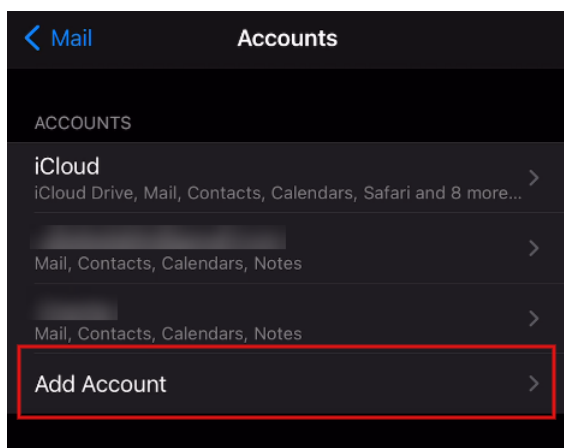 Mail
Accounts
ACCOUNTS
iCloud
iCloud Drive, Mail, Contacts, Calendars, Safari and 8 more...
Mail, Contacts, Calendars, Notes
Mail, Contacts, Calendars, Notes
Add Account